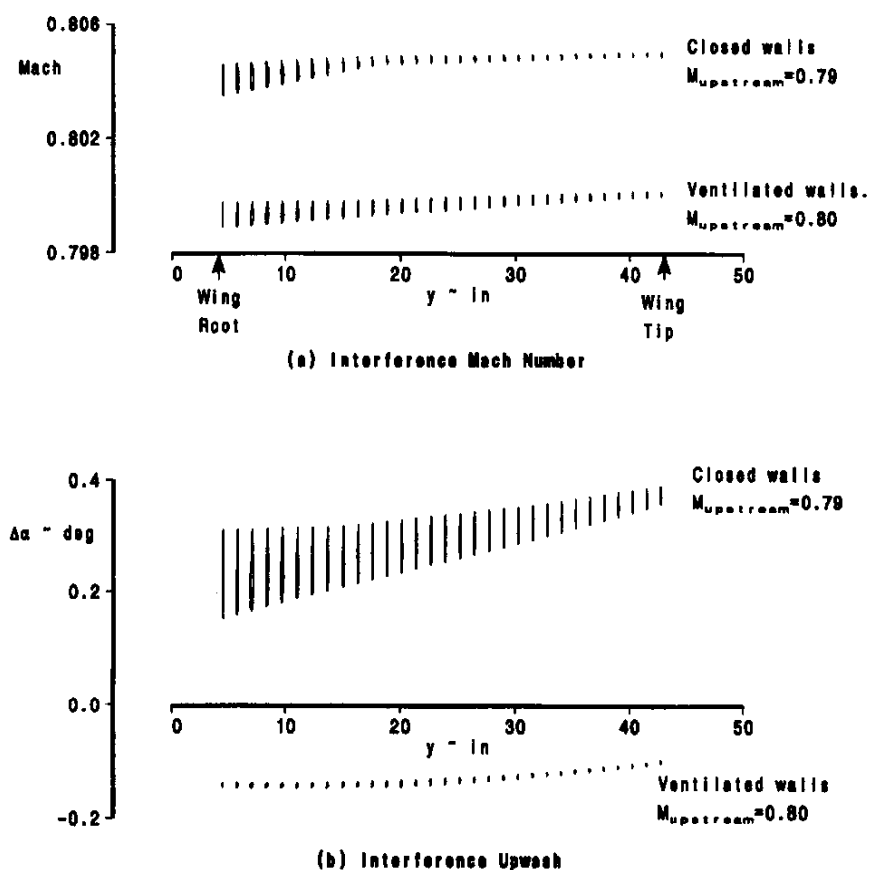 0.806
Mach
Closed walls
Mupstream=0.79
0.802
Ventilated walls.
Mupstream=0.80
0.798
0 10 20 30 40 50
y ~ in
Wing
Root
Wing
Tip
(a) Interference Mach Number
0.4
Closed walls
Mupstream=0.79
Δα ~ deg
0.2
0.0
0 10 20 30 40 50
y ~ in
Ventilated walls
Mupstream=0.80
-0.2
(b) Interference Upwash